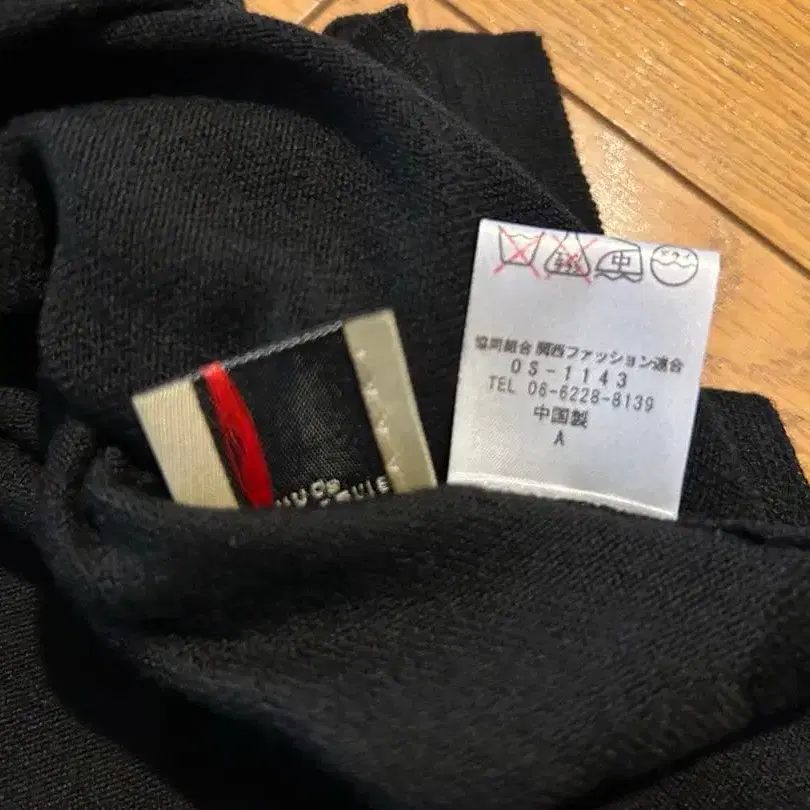 中
協同組合 関西ファッション連合
OS-1143
TEL 06-6228-8139
中国製
A